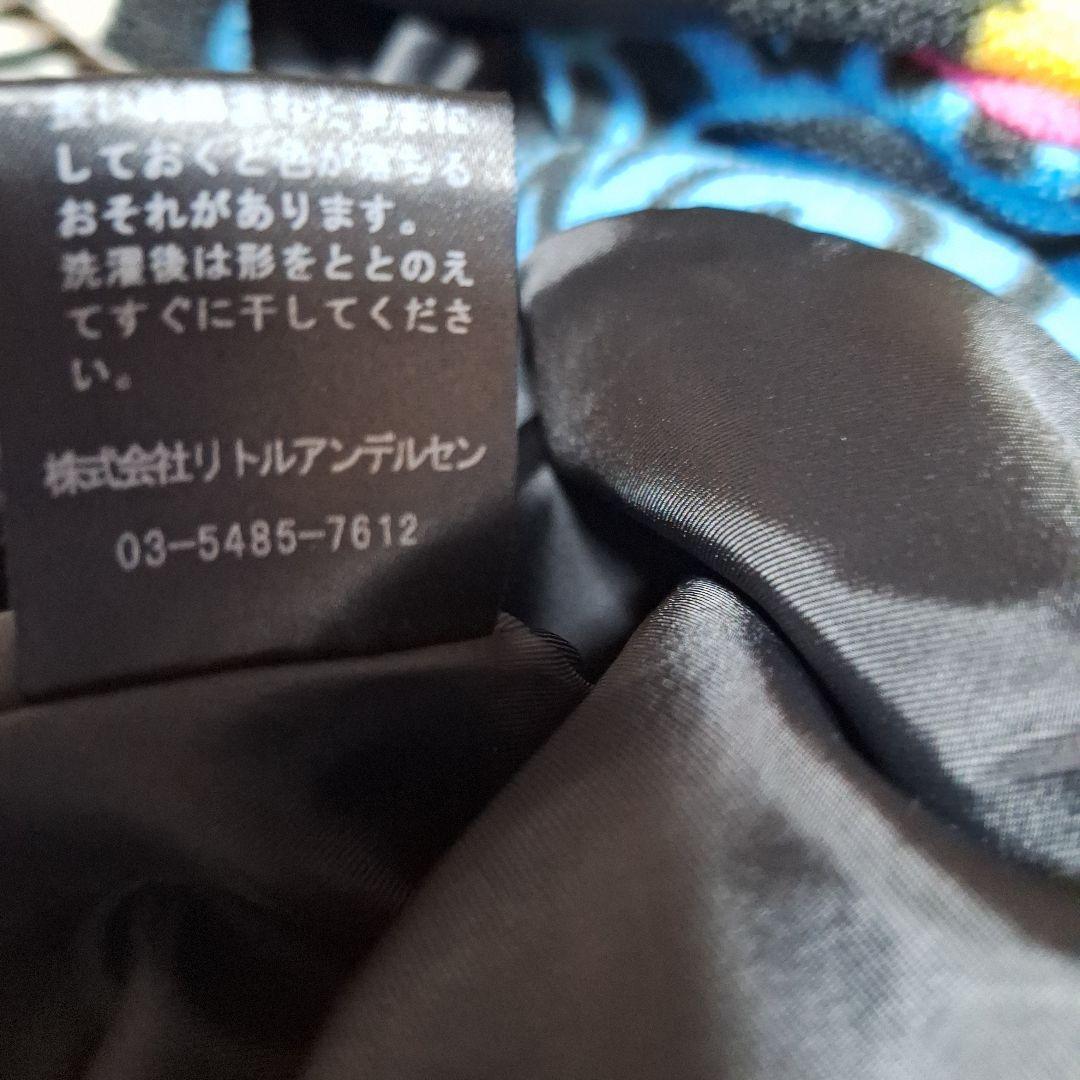 しておくと色が落ちる
おそれがあります。
洗濯後は形をととのえ
てすぐに干してくださ
い。
株式会社リトルアンデルセン
03-5485-7612